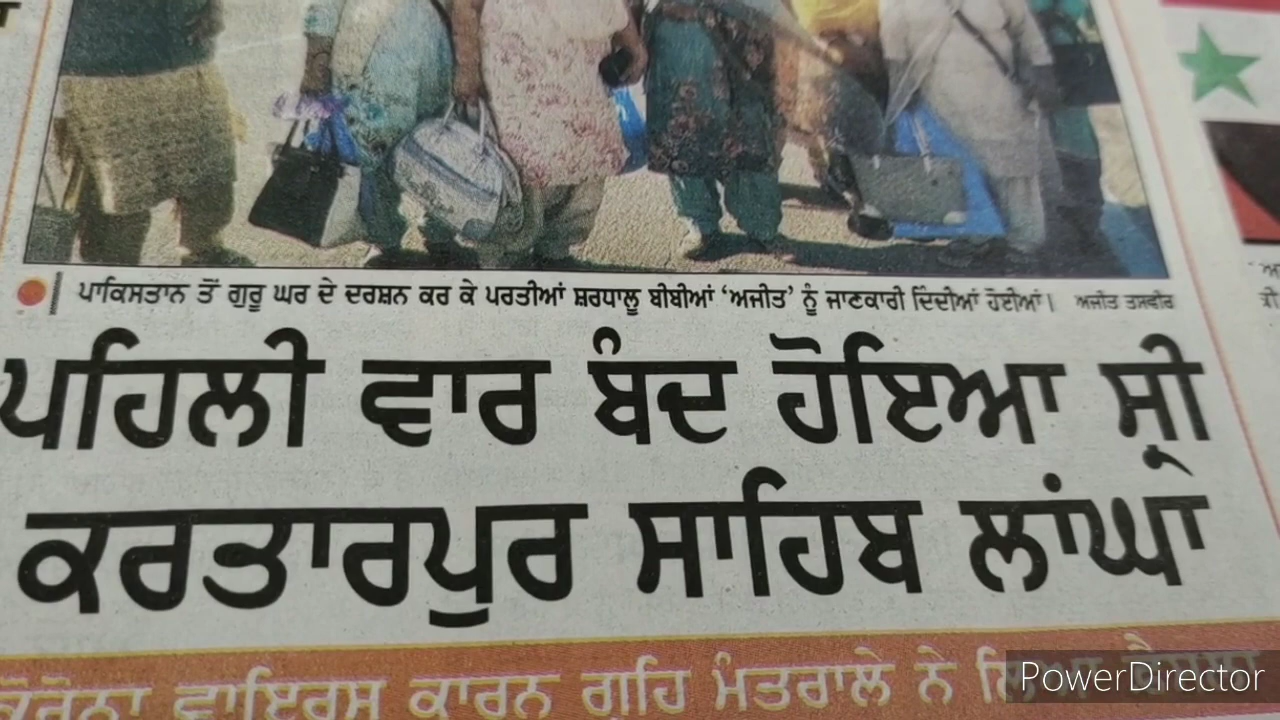 ਪਾਕਿਸਤਾਨ ਤੋਂ ਗੁਰੂ ਘਰ ਦੇ ਦਰਸ਼ਨ ਕਰ ਕੇ ਪਰਤੀਆਂ ਸ਼ਰਧਾਲੂ ਬੀਬੀਆਂ ‘ਅਜੀਤ’ ਨੂੰ ਜਾਣਕਾਰੀ ਦਿੰਦੀਆਂ ਹੋਈਆਂ। ਅਜੀਤ ਤਸਵੀਰ
ਪਹਿਲੀ ਵਾਰ ਬੰਦ ਹੋਇਆ ਸ੍ਰੀ
ਕਰਤਾਰਪੁਰ ਸਾਹਿਬ ਲਾਂਘਾ
ਕੋਰੋਨਾ ਵਾਇਰਸ ਕਾਰਨ ਗ੍ਰਹਿ ਮੰਤਰਾਲੇ ਨੇ
PowerDirector